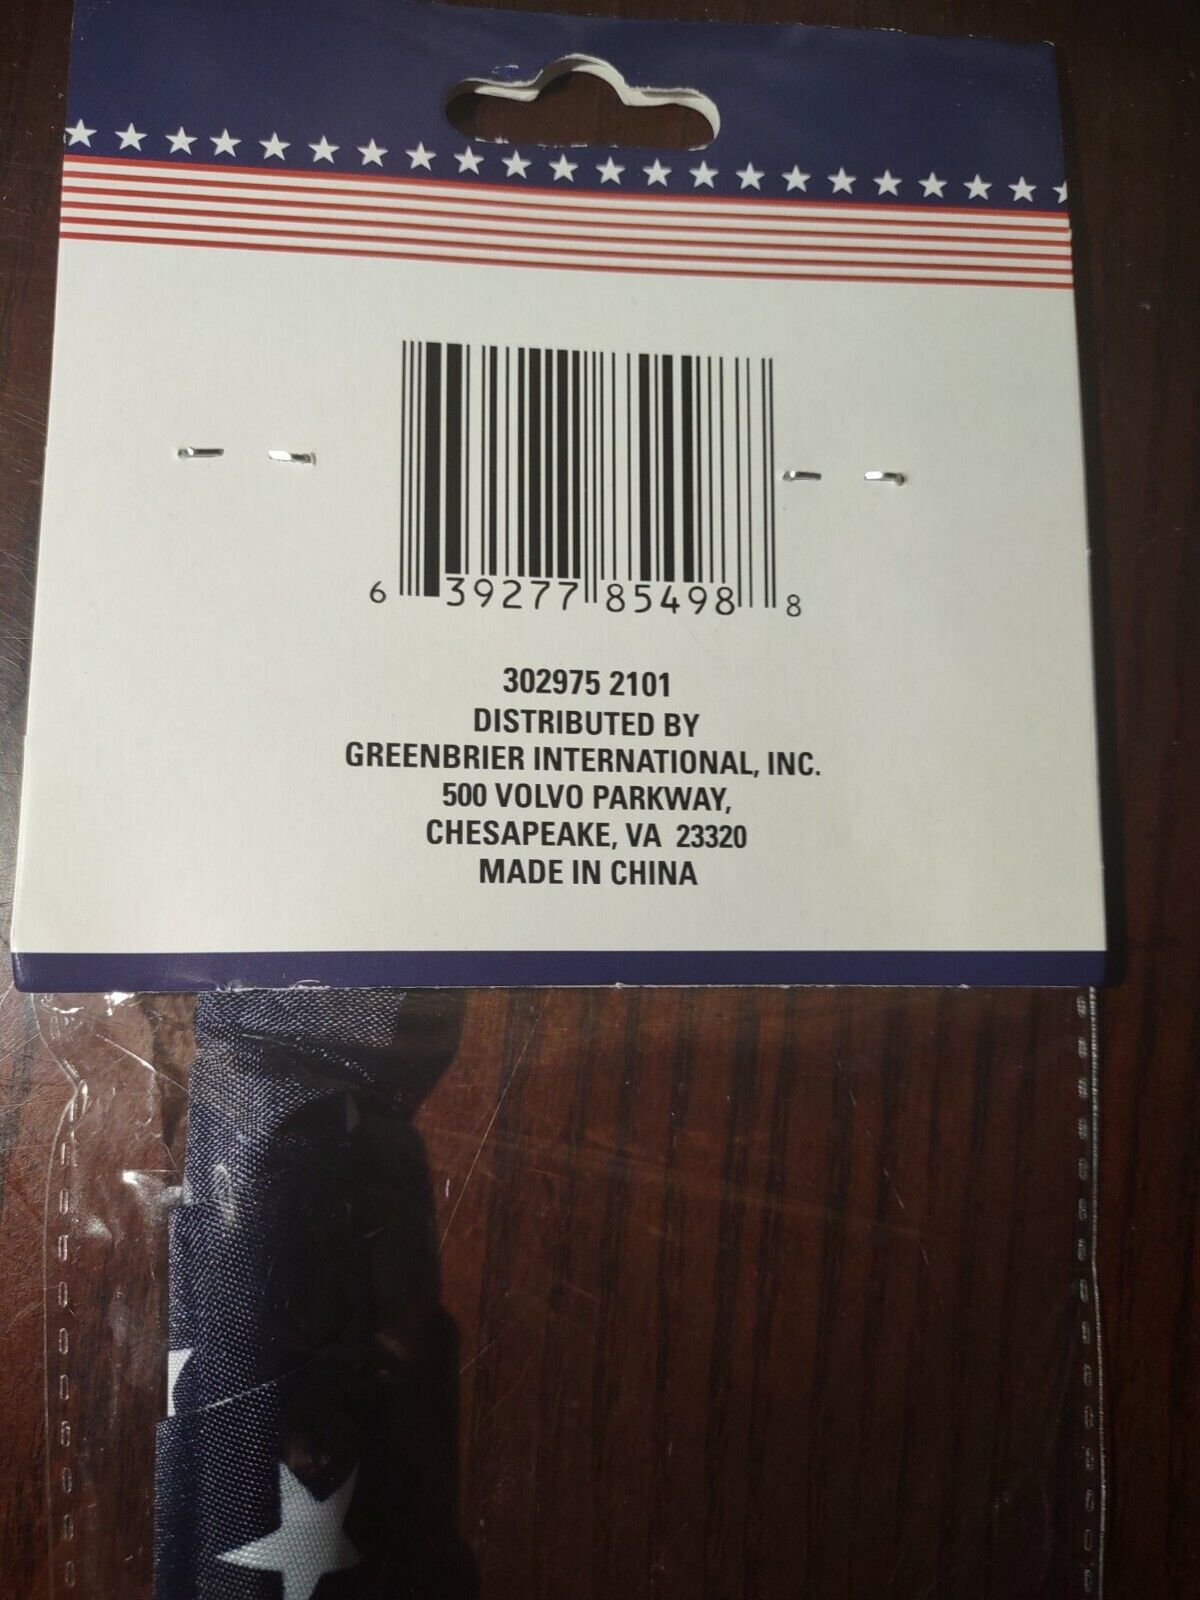 6 39277 85498 8
302975 2101
DISTRIBUTED BY
GREENBRIER INTERNATIONAL, INC.
500 VOLVO PARKWAY,
CHESAPEAKE, VA 23320
MADE IN CHINA